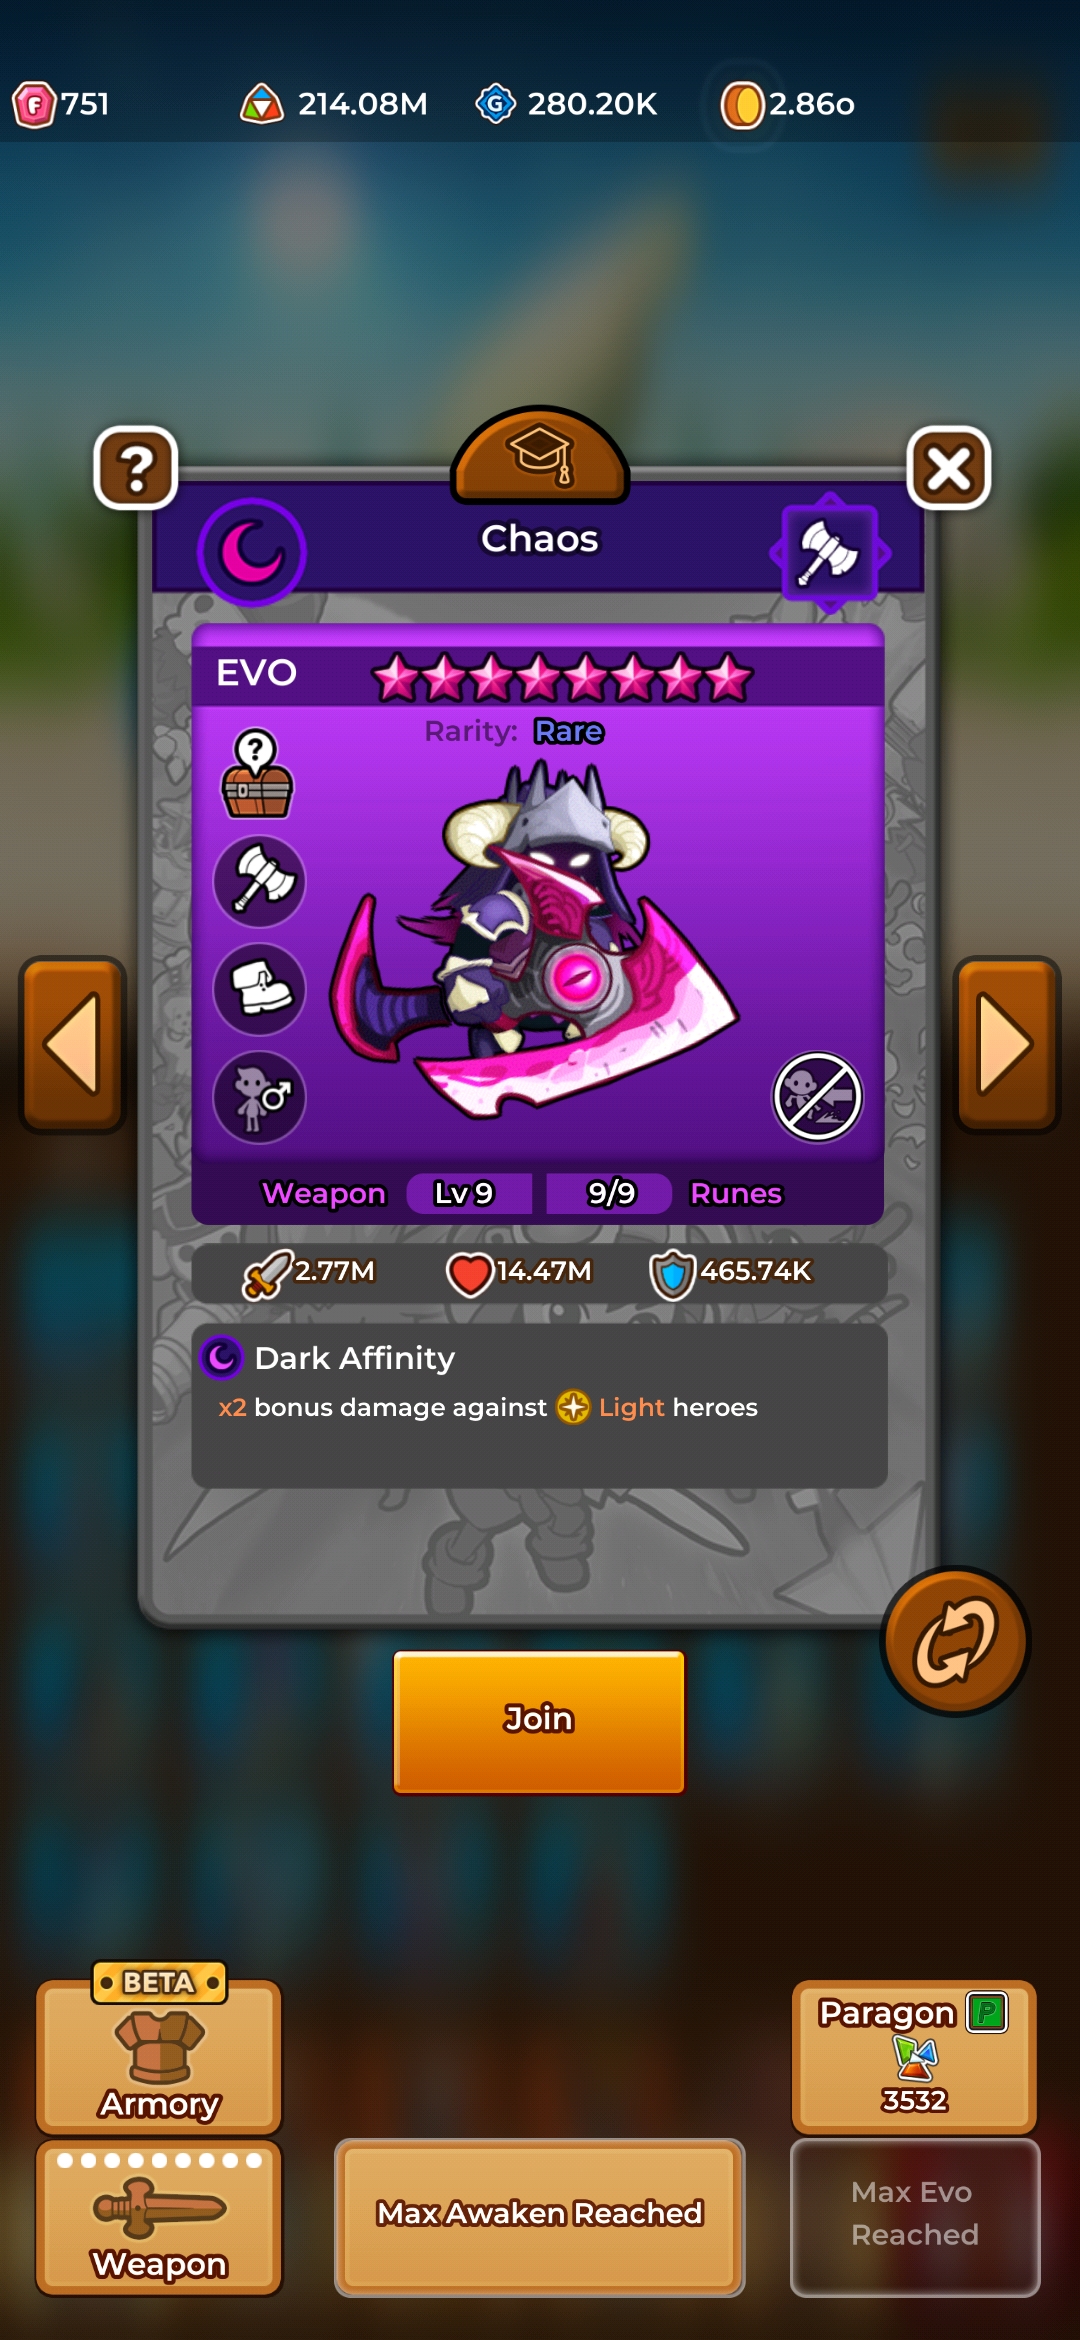 751
214.08M
280.20K
2.86o
Chaos
EVO
Rarity: Rare
Weapon Lv 9 9/9 Runes
2.77M
14.47M
465.74K
Dark Affinity
x2 bonus damage against Light heroes
Join
BETA
Armory
Paragon P
3532
Weapon
Max Awaken Reached
Max Evo
Reached